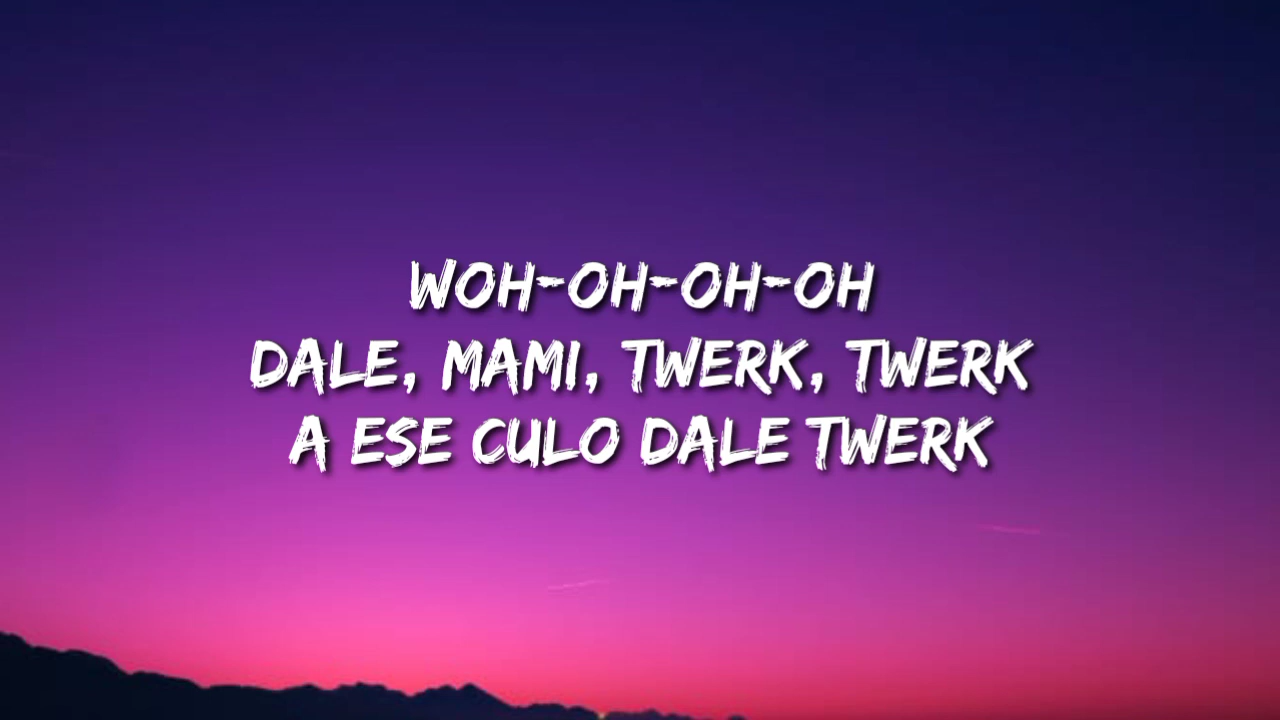 WOH-OH-OH-OH
DALE, MAMI, TWERK, TWERK
A ESE CULO DALE TWERK